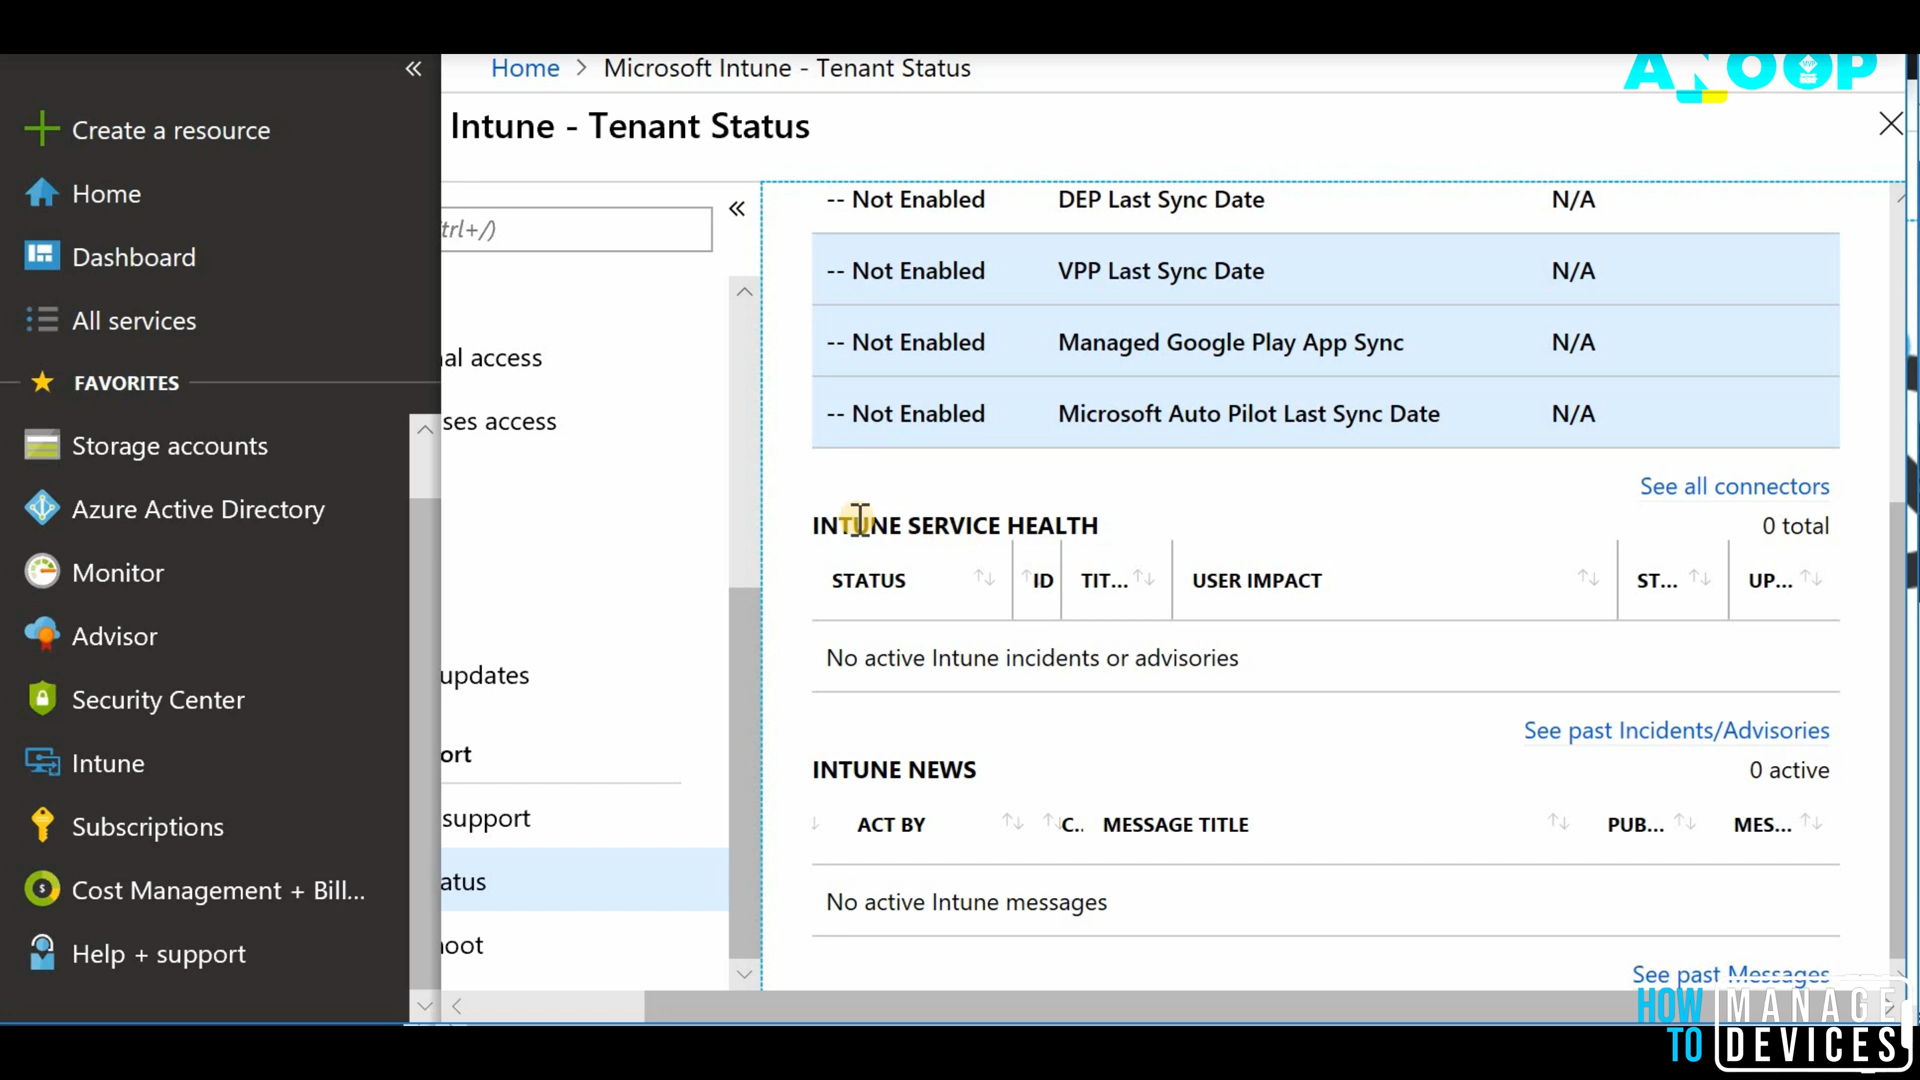 Home > Microsoft Intune - Tenant Status
ANOOP
Intune - Tenant Status
Create a resource
Home
Dashboard
All services
FAVORITES
Storage accounts
Azure Active Directory
Monitor
Advisor
Security Center
Intune
Subscriptions
Cost Management + Bill...
Help + support
trl+/)
al access
ses access
updates
ort
support
atus
oot
-- Not Enabled DEP Last Sync Date N/A
-- Not Enabled VPP Last Sync Date N/A
-- Not Enabled Managed Google Play App Sync N/A
-- Not Enabled Microsoft Auto Pilot Last Sync Date N/A
See all connectors
INTUNE SERVICE HEALTH 0 total
STATUS ID TIT... USER IMPACT ST... UP...
No active Intune incidents or advisories
See past Incidents/Advisories
INTUNE NEWS 0 active
ACT BY C.. MESSAGE TITLE PUB... MES...
No active Intune messages
See past Messages
HOW TO
MANAGE
DEVICES